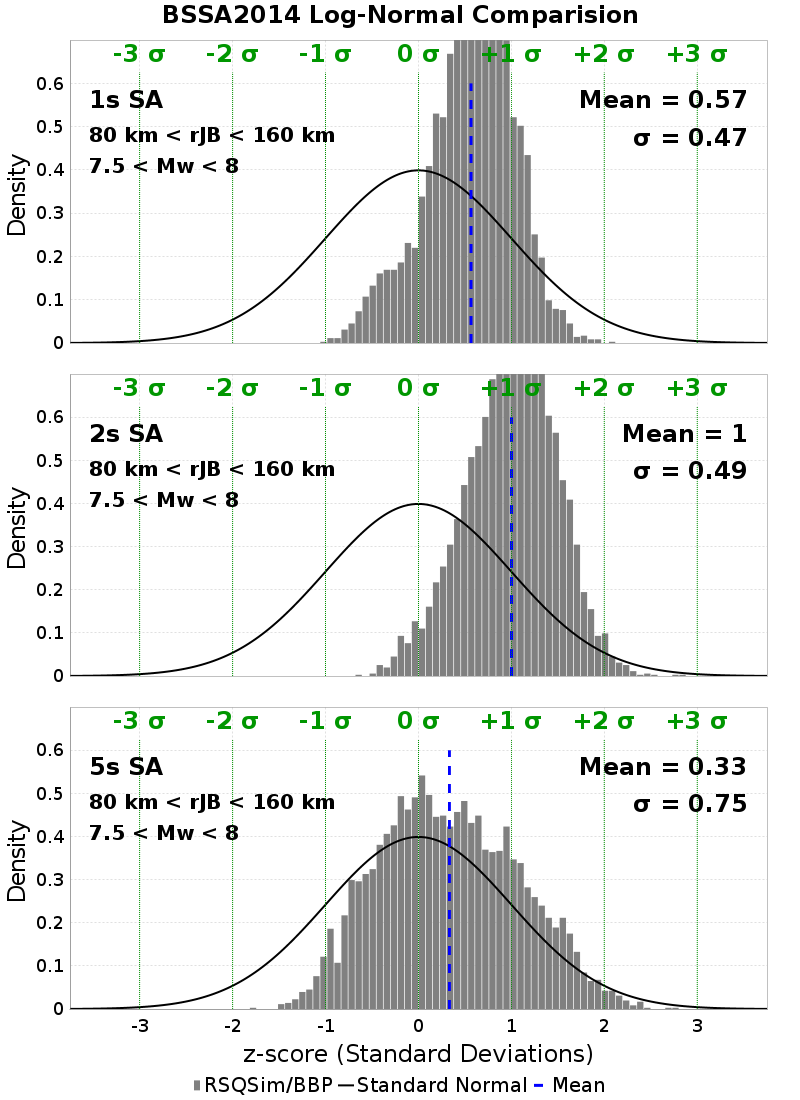 BSSA2014 Log-Normal Comparision
-3 σ -2 σ -1 σ 0 σ +1 σ +2 σ +3 σ
1s SA
80 km < rJB < 160 km
7.5 < Mw < 8
Mean = 0.57
σ = 0.47
Density
0.6
0.5
0.4
0.3
0.2
0.1
0
-3 σ -2 σ -1 σ 0 σ +1 σ +2 σ +3 σ
2s SA
80 km < rJB < 160 km
7.5 < Mw < 8
Mean = 1
σ = 0.49
Density
0.6
0.5
0.4
0.3
0.2
0.1
0
-3 σ -2 σ -1 σ 0 σ +1 σ +2 σ +3 σ
5s SA
80 km < rJB < 160 km
7.5 < Mw < 8
Mean = 0.33
σ = 0.75
Density
0.6
0.5
0.4
0.3
0.2
0.1
0
-3 -2 -1 0 1 2 3
z-score (Standard Deviations)
RSQSim/BBP Standard Normal Mean